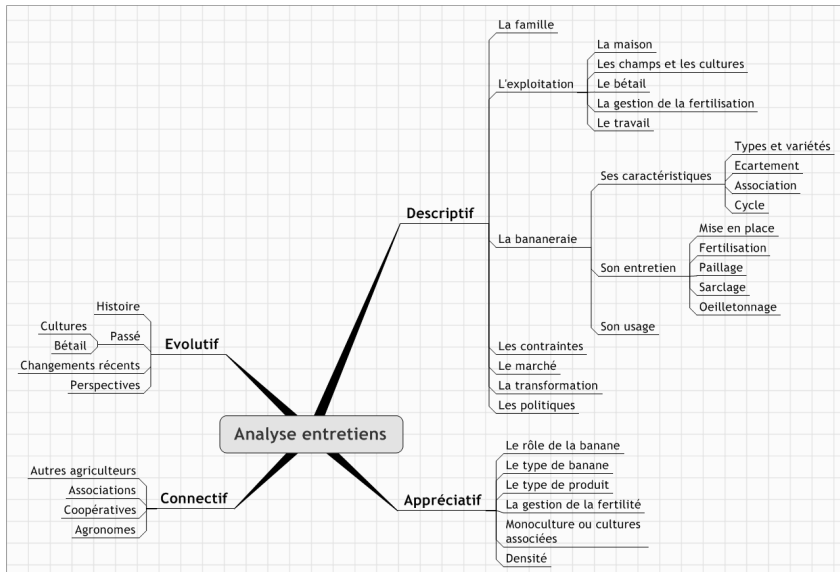 La famille
La maison
Les champs et les cultures
L'exploitation
Le bétail
La gestion de la fertilisation
Le travail
Types et variétés
Ses caractéristiques
Ecartement
Association
Cycle
Descriptif
Mise en place
La bananeraie
Fertilisation
Son entretien
Paillage
Sarclage
Oeilletonnage
Son usage
Les contraintes
Le marché
La transformation
Les politiques
Histoire
Cultures
Passé
Bétail
Evolutif
Changements récents
Perspectives
Analyse entretiens
Autres agriculteurs
Associations
Connectif
Coopératives
Agronomes
Le rôle de la banane
Le type de banane
Le type de produit
Appréciatif
La gestion de la fertilité
Monoculture ou cultures
associées
Densité